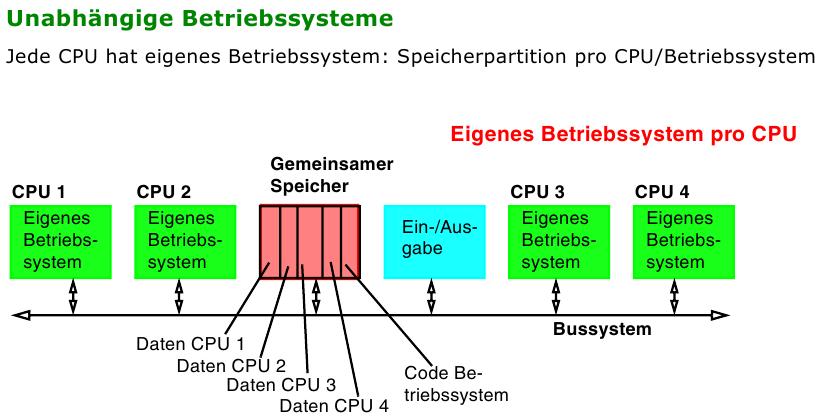 Unabhängige Betriebssysteme
Jede CPU hat eigenes Betriebssystem: Speicherpartition pro CPU/Betriebssystem
Eigenes Betriebssystem pro CPU
Gemeinsamer
Speicher
CPU 1
CPU 2
CPU 3
CPU 4
Eigenes
Betriebs-
system
Eigenes
Betriebs-
system
Ein-/Aus-
gabe
Eigenes
Betriebs-
system
Eigenes
Betriebs-
system
Bussystem
Daten CPU 1
Daten CPU 2
Daten CPU 3
Daten CPU 4
Code Be-
triebssystem